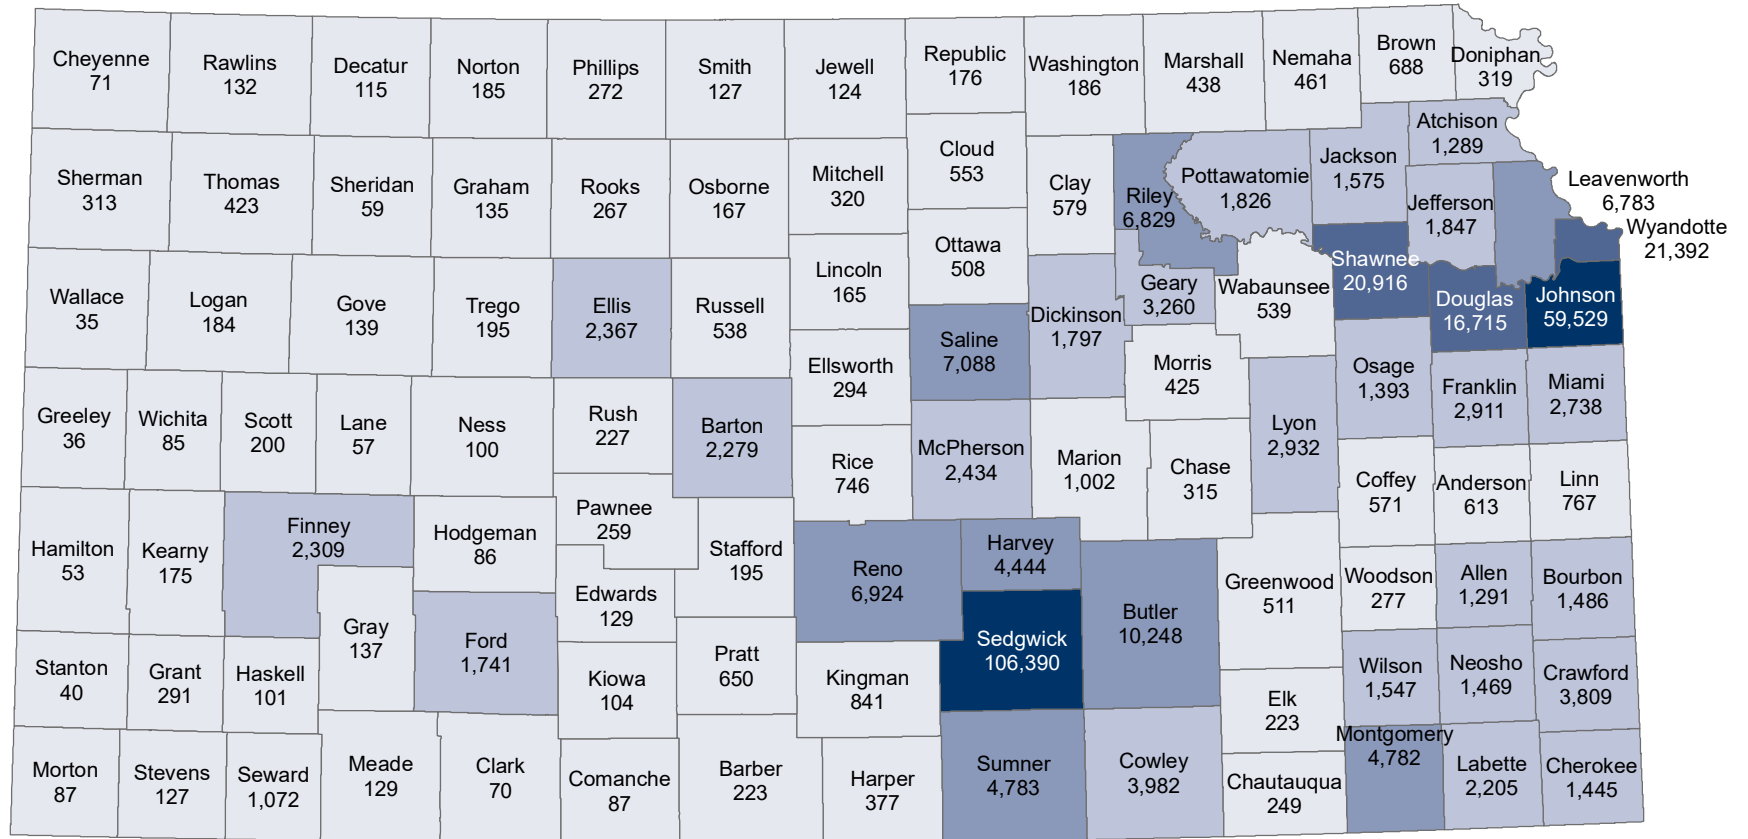 Cheyenne
71
Rawlins
132
Decatur
115
Norton
185
Phillips
272
Smith
127
Jewell
124
Republic
176
Washington
186
Marshall
438
Nemaha
461
Brown
688
Doniphan
319
Sherman
313
Thomas
423
Sheridan
59
Graham
135
Rooks
267
Osborne
167
Mitchell
320
Cloud
553
Clay
579
Riley
6,829
Pottawatomie
1,826
Jackson
1,575
Atchison
1,289
Jefferson
1,847
Leavenworth
6,783
Wyandotte
21,392
Wallace
35
Logan
184
Gove
139
Trego
195
Ellis
2,367
Russell
538
Lincoln
165
Ottawa
508
Saline
7,088
Dickinson
1,797
Geary
3,260
Wabaunsee
539
Shawnee
20,916
Douglas
16,715
Johnson
59,529
Greeley
36
Wichita
85
Scott
200
Lane
57
Ness
100
Rush
227
Barton
2,279
Ellsworth
294
Rice
746
McPherson
2,434
Marion
1,002
Morris
425
Chase
315
Lyon
2,932
Osage
1,393
Franklin
2,911
Miami
2,738
Coffey
571
Anderson
613
Linn
767
Hamilton
53
Kearny
175
Finney
2,309
Hodgeman
86
Pawnee
259
Stafford
195
Edwards
129
Gray
137
Ford
1,741
Reno
6,924
Harvey
4,444
Sedgwick
106,390
Butler
10,248
Greenwood
511
Woodson
277
Allen
1,291
Bourbon
1,486
Stanton
40
Grant
291
Haskell
101
Kiowa
104
Pratt
650
Kingman
841
Elk
223
Wilson
1,547
Neosho
1,469
Crawford
3,809
Morton
87
Stevens
127
Seward
1,072
Meade
129
Clark
70
Comanche
87
Barber
223
Harper
377
Sumner
4,783
Cowley
3,982
Chautauqua
249
Montgomery
4,782
Labette
2,205
Cherokee
1,445